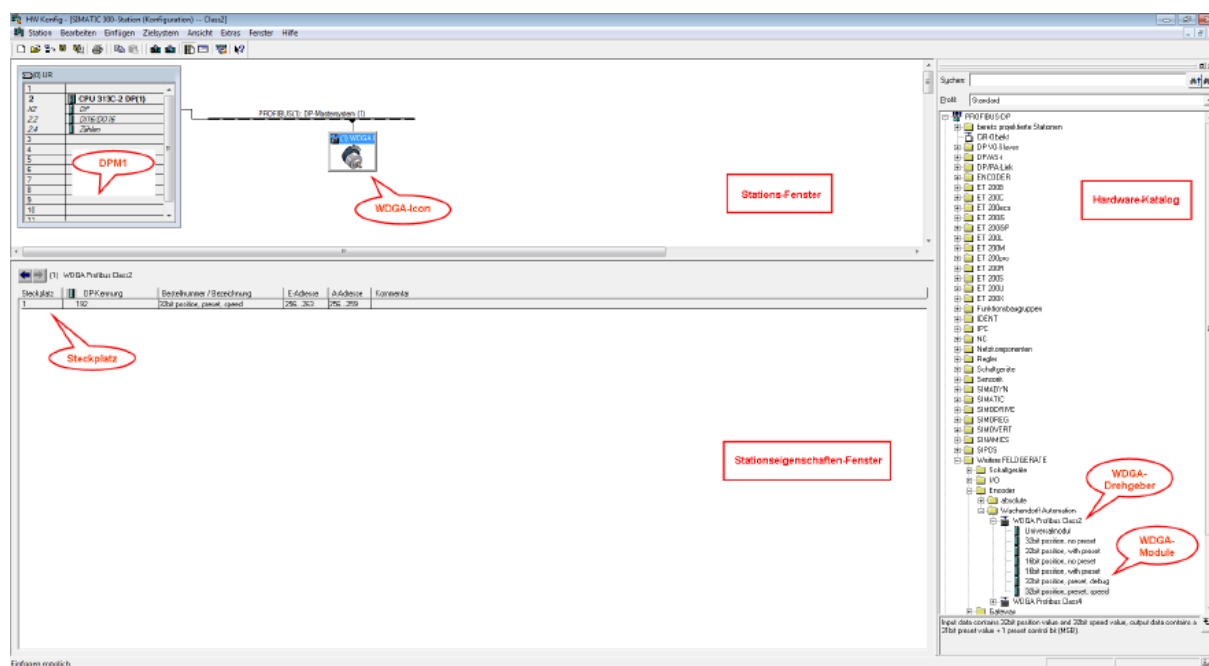 HW Konfig - [SIMATIC 300-Station (Konfiguration) -- Class2]
Station Bearbeiten Einfügen Zielsystem Ansicht Extras Fenster Hilfe
(0) UR
1
2 CPU 313C-2 DP(1)
X2 DP
2.2 DI16/DO16
2.4 Zählen
3
4
5
6
7
8
9
10
11
DPM1
PROFIBUS(1): DP-Mastersystem (1)
(1) WDGA
WDGA-Icon
Stations-Fenster
(1) WDGA Profibus Class2
Steckplatz DP-Kennung Bestellnummer / Bezeichnung E-Adresse A-Adresse Kommentar
1 192 32bit position, preset, speed 256...263 256...259
Steckplatz
Stationseigenschaften-Fenster
Suchen:
Profil: Standard
PROFIBUS-DP
bereits projektierte Stationen
CiR-Objekt
DP V0-Slaves
DP/AS-i
DP/PA-Link
ENCODER
ET 200B
ET 200C
ET 200eco
ET 200iS
ET 200iSP
ET 200L
ET 200M
ET 200pro
ET 200R
ET 200S
ET 200U
ET 200X
Funktionsbaugruppen
IDENT
IPC
NC
Netzkomponenten
Regler
Schaltgeräte
Sensorik
SIMADYN
SIMATIC
SIMODRIVE
SIMOREG
SIMOVERT
SINAMICS
SIPOS
Weitere FELDGERÄTE
Schaltgeräte
I/O
Encoder
absolute
Wachendorff Automation
WDGA Profibus Class2
Universalmodul
32bit position, no preset
32bit position, with preset
16bit position, no preset
16bit position, with preset
32bit position, preset, debug
32bit position, preset, speed
WDGA Profibus Class4
Gateway
Hardware-Katalog
WDGA-
Drehgeber
WDGA-
Module
Input data contains 32bit position value and 32bit speed value, output data contains a
31bit preset value + 1 preset control bit (MSB)
Einfügen möglich